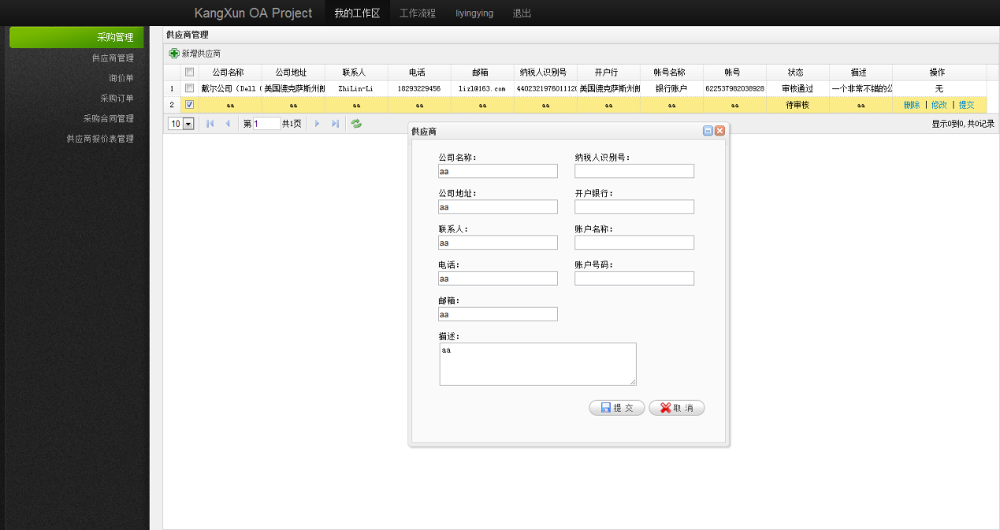 KangXun OA Project 我的工作区 工作流程 liyingying 退出
采购管理
供应商管理
询价单
采购订单
采购合同管理
供应商报价表管理
供应商管理
新增供应商
公司名称 公司地址 联系人 电话 邮箱 纳税人识别号 开户行 帐号名称 帐号 状态 描述 操作
1 戴尔公司（Dell 美国德克萨斯州朗 ZhiLin-Li 18293229456 lizl@163.com 440232197601112 美国德克萨斯州朗 银行账户 622537982038928 审核通过 一个非常不错的公 无
2 aa aa aa aa aa aa aa aa aa 待审核 aa 删除 | 修改 | 提交
10 第 1 共1页 显示0到0, 共0记录
供应商
公司名称: 纳税人识别号:
aa
公司地址: 开户银行:
aa
联系人: 账户名称:
aa
电话: 账户号码:
aa
邮箱:
aa
描述:
aa
提 交 取 消